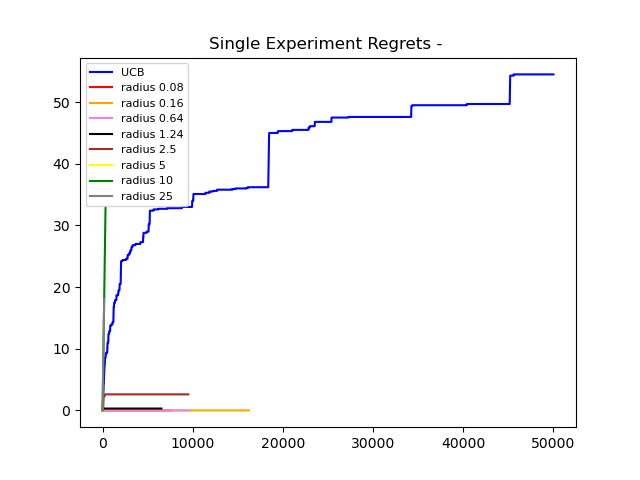 Single Experiment Regrets -
UCB
radius 0.08
radius 0.16
radius 0.64
radius 1.24
radius 2.5
radius 5
radius 10
radius 25
50
40
30
20
10
0
0 10000 20000 30000 40000 50000